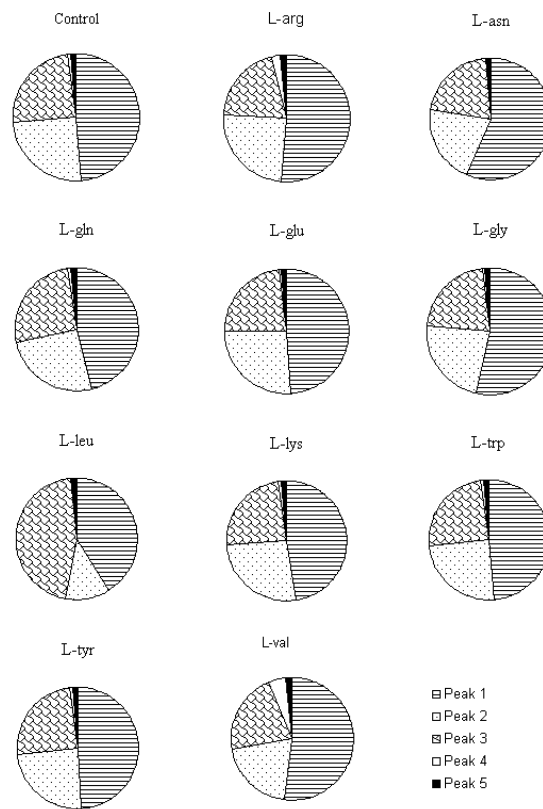 Control
L-arg
L-asn
L-gln
L-glu
L-gly
L-leu
L-lys
L-trp
L-tyr
L-val
Peak 1
Peak 2
Peak 3
Peak 4
Peak 5